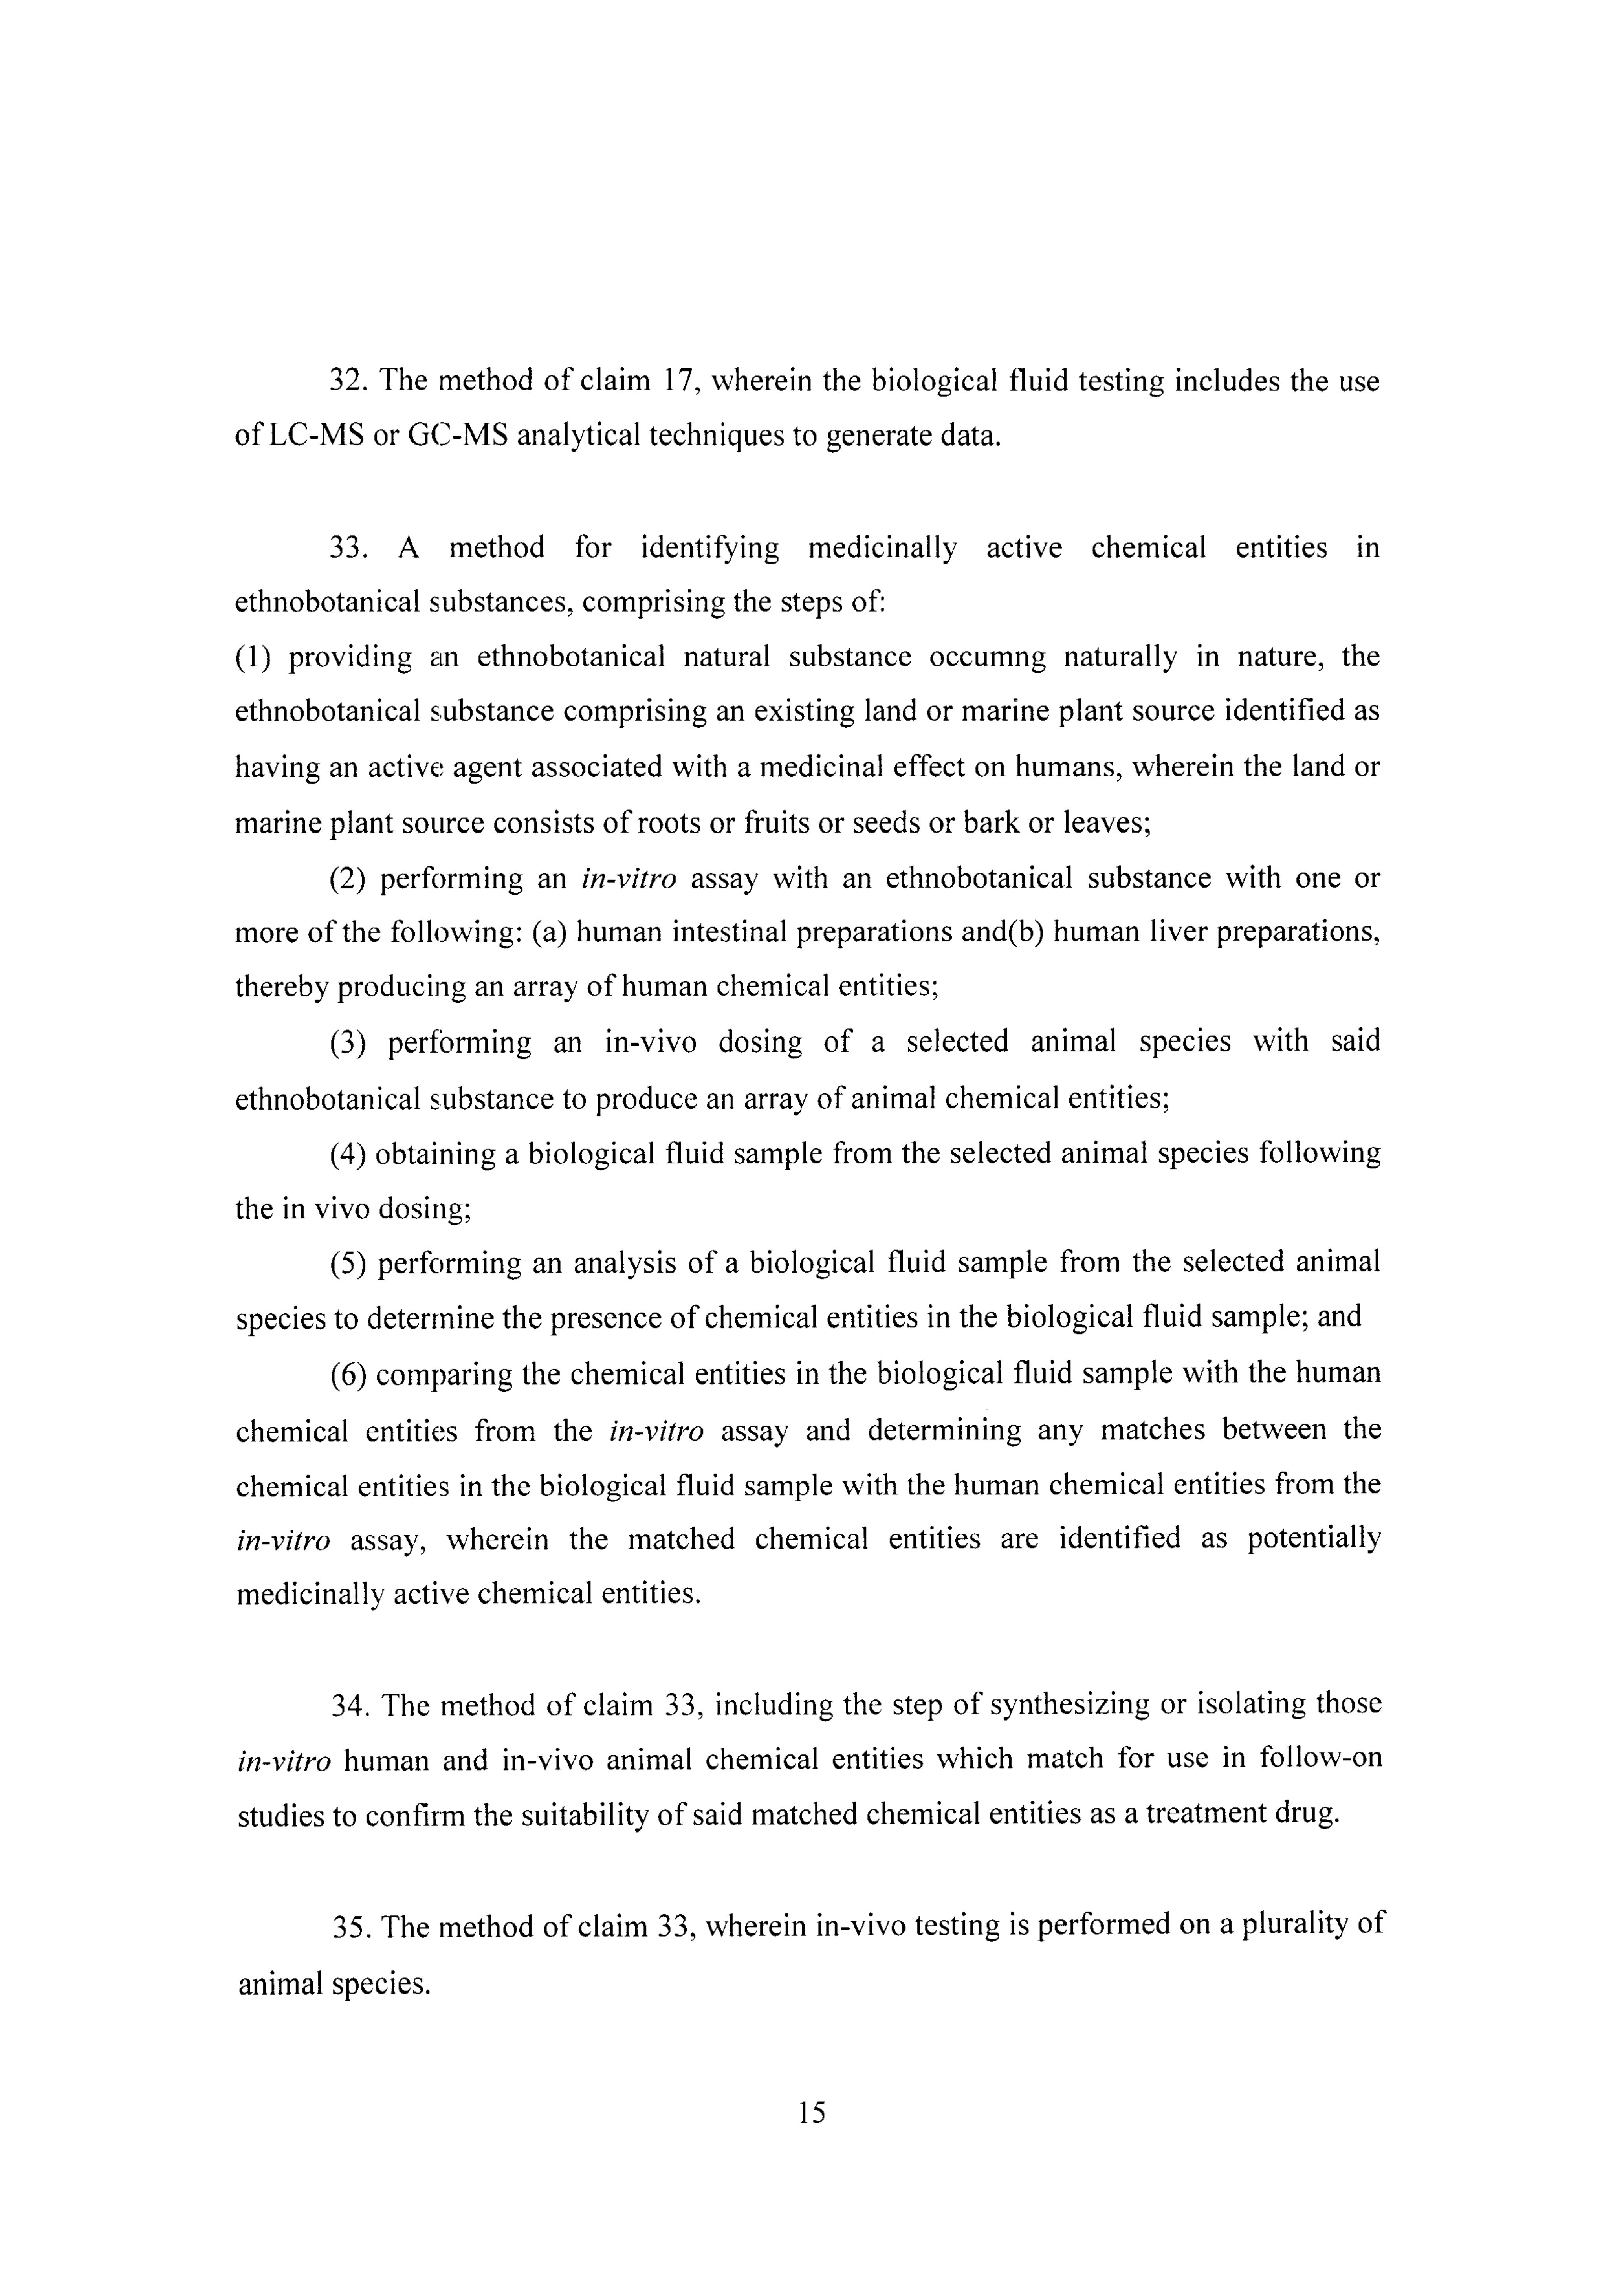 32. The method of claim 17, wherein the biological fluid testing includes the use
of LC-MS or GC-MS analytical techniques to generate data.
33. A method for identifying medicinally active chemical entities in
ethnobotanical substances, comprising the steps of:
(1) providing an ethnobotanical natural substance occumng naturally in nature, the
ethnobotanical substance comprising an existing land or marine plant source identified as
having an active agent associated with a medicinal effect on humans, wherein the land or
marine plant source consists of roots or fruits or seeds or bark or leaves;
(2) performing an in-vitro assay with an ethnobotanical substance with one or
more of the following: (a) human intestinal preparations and(b) human liver preparations,
thereby producing an array of human chemical entities;
(3) performing an in-vivo dosing of a selected animal species with said
ethnobotanical substance to produce an array of animal chemical entities;
(4) obtaining a biological fluid sample from the selected animal species following
the in vivo dosing;
(5) performing an analysis of a biological fluid sample from the selected animal
species to determine the presence of chemical entities in the biological fluid sample; and
(6) comparing the chemical entities in the biological fluid sample with the human
chemical entities from the in-vitro assay and determining any matches between the
chemical entities in the biological fluid sample with the human chemical entities from the
in-vitro assay, wherein the matched chemical entities are identified as potentially
medicinally active chemical entities.
34. The method of claim 33, including the step of synthesizing or isolating those
in-vitro human and in-vivo animal chemical entities which match for use in follow-on
studies to confirm the suitability of said matched chemical entities as a treatment drug.
35. The method of claim 33, wherein in-vivo testing is performed on a plurality of
animal species.
15